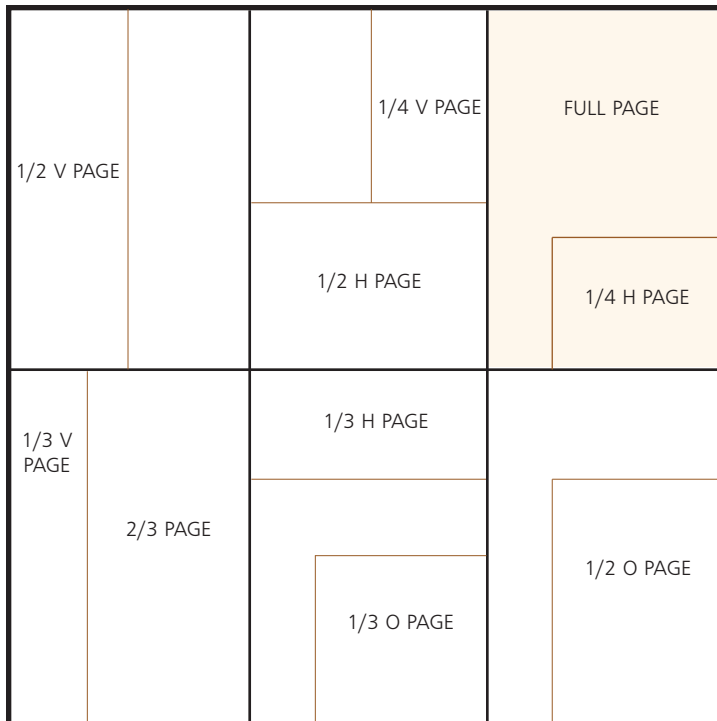 1/2 V PAGE
1/4 V PAGE
1/2 H PAGE
FULL PAGE
1/4 H PAGE
1/3 V
PAGE
2/3 PAGE
1/3 H PAGE
1/3 O PAGE
1/2 O PAGE